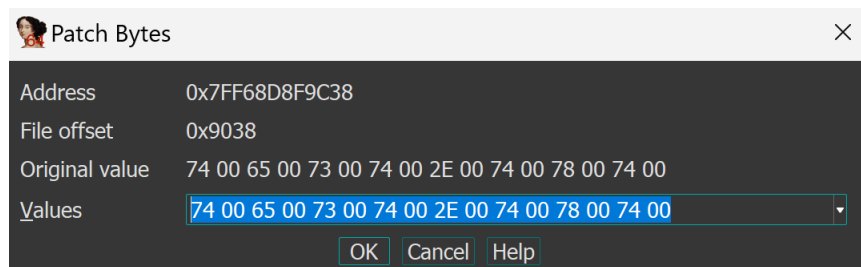 64 Patch Bytes
Address 0x7FF68D8F9C38
File offset 0x9038
Original value 74 00 65 00 73 00 74 00 2E 00 74 00 78 00 74 00
Values 74 00 65 00 73 00 74 00 2E 00 74 00 78 00 74 00
OK Cancel Help